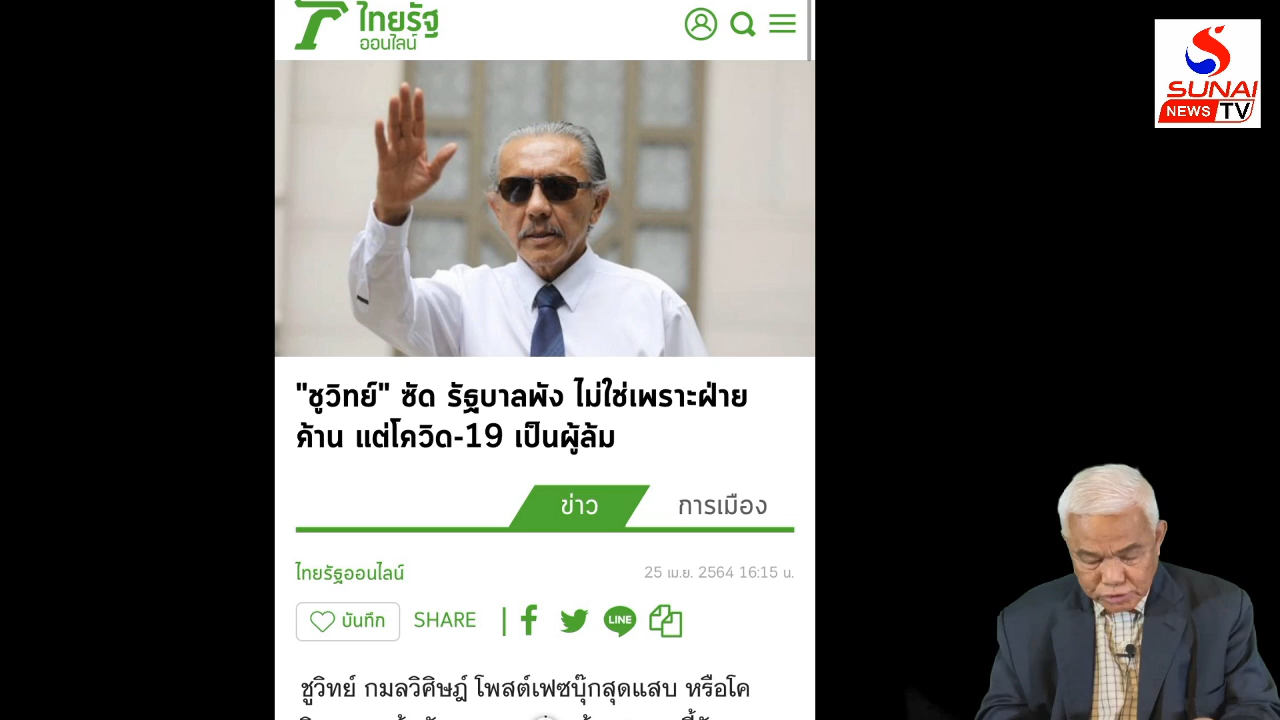 ไทยรัฐ
ออนไลน์
SUNAI
NEWS TV
"ชูวิทย์" ซัด รัฐบาลพัง ไม่ใช่เพราะฝ่าย
ค้าน แต่โควิด-19 เป็นผู้ล้ม
ข่าว การเมือง
ไทยรัฐออนไลน์ 25 เม.ย. 2564 16:15 น.
บันทึก SHARE LINE
ชูวิทย์ กมลวิศิษฎ์ โพสต์เฟซบุ๊กสุดแสบ หรือโค